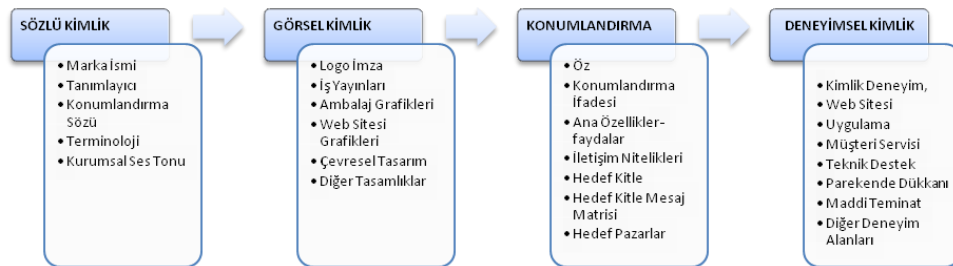 SÖZLÜ KİMLİK
• Marka İsmi
• Tanımlayıcı
• Konumlandırma
Sözü
• Terminoloji
• Kurumsal Ses Tonu
GÖRSEL KİMLİK
• Logo İmza
• İş Yayınları
• Ambalaj Grafikleri
• Web Sitesi
Grafikleri
• Çevresel Tasarım
• Diğer Tasamlıklar
KONUMLANDIRMA
• Öz
• Konumlandırma
İfadesi
• Ana Özellikler-
faydalar
• İletişim Nitelikleri
• Hedef Kitle
• Hedef Kitle Mesaj
Matrisi
• Hedef Pazarlar
DENEYİMSEL KİMLİK
• Kimlik Deneyim,
• Web Sitesi
• Uygulama
• Müşteri Servisi
• Teknik Destek
• Parekende Dükkanı
• Maddi Teminat
• Diğer Deneyim
Alanları